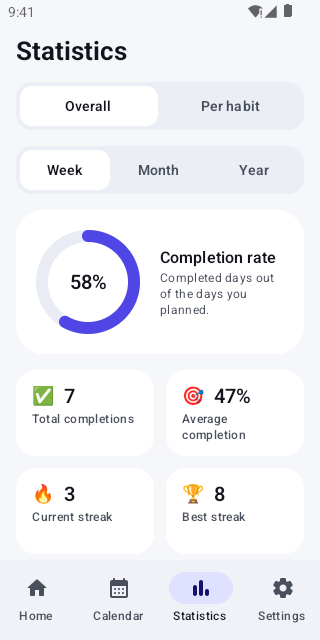 9:41
Statistics
Overall
Per habit
Week
Month
Year
58%
Completion rate
Completed days out
of the days you
planned.
7
Total completions
47%
Average
completion
3
Current streak
8
Best streak
Home
Calendar
Statistics
Settings